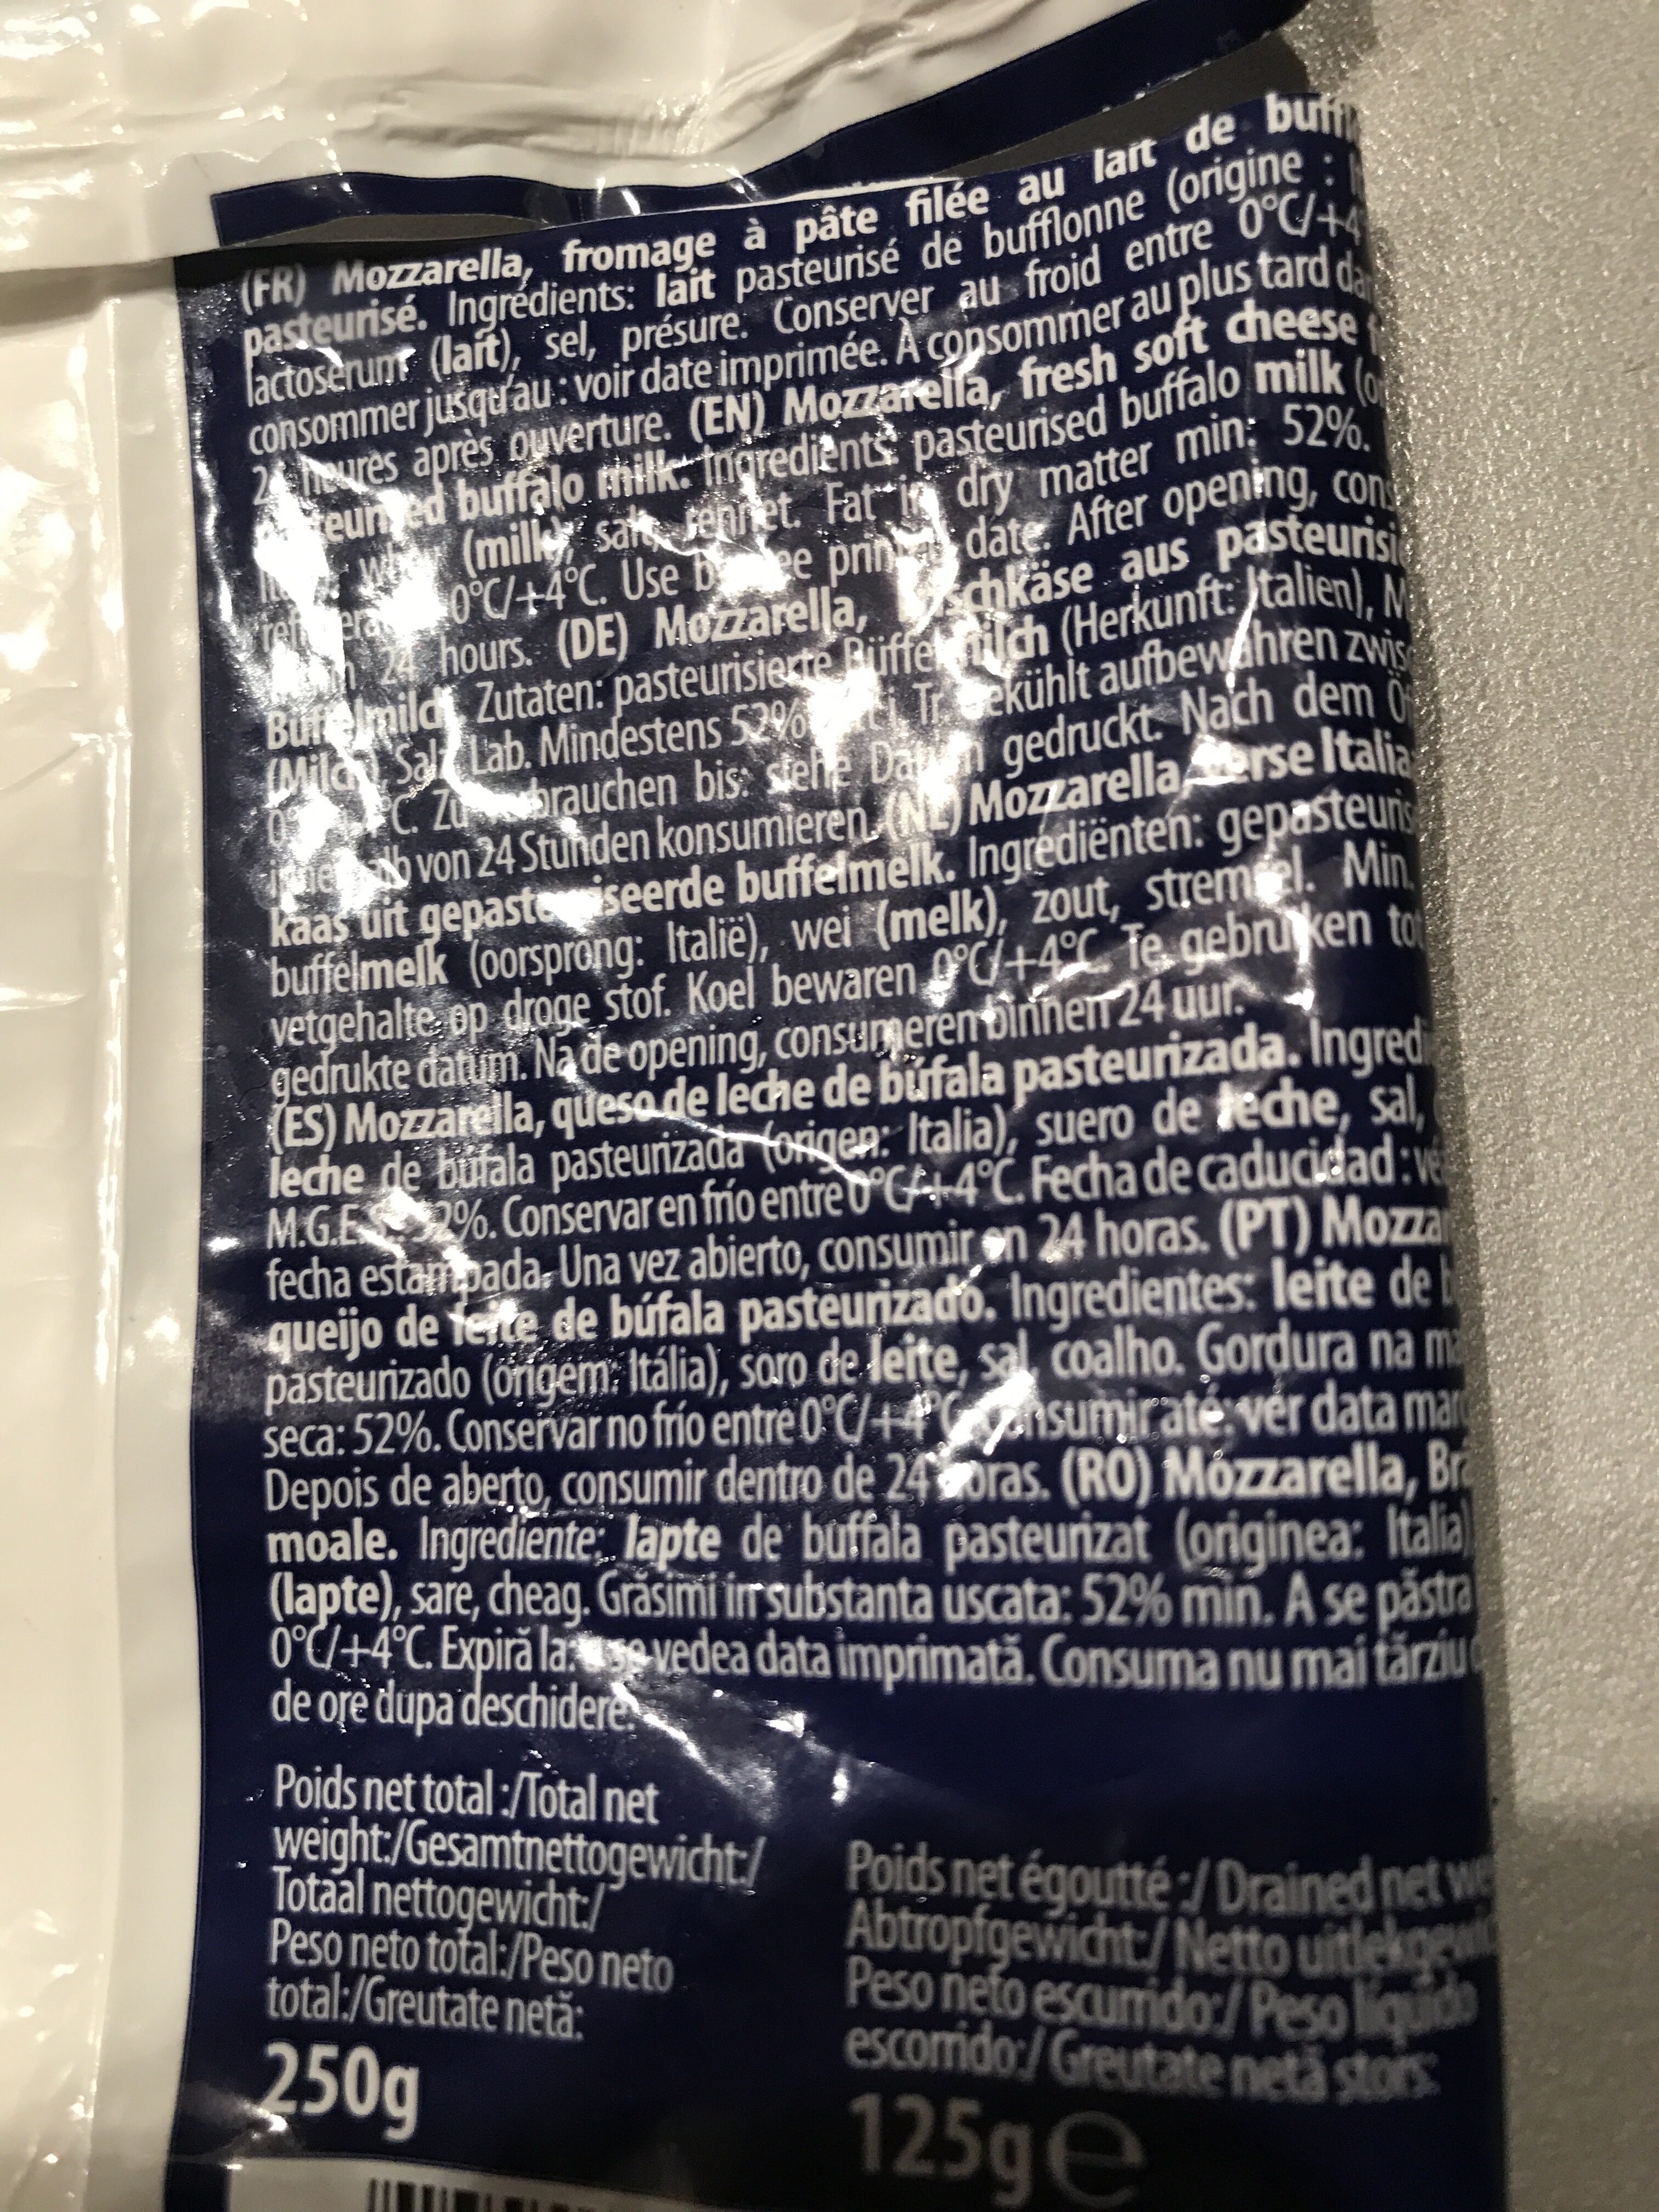 (FR) Mozzarella, fromage à pâte filée au lait de
pasteurisé. Ingrédients: lait pasteurisé de bufflonne (origine :
lactosérum (lait), sel, présure. Conserver au froid entre 0°C/+4
consommer jusqu'au : voir date imprimée. À consommer au plus tard
heures après ouverture. (EN) Mozzarella, fresh soft cheese
buffalo milk. Ingredients: pasteurised buffalo milk
(milk), salt, rennet. Fat in dry matter min: 52%.
0°C/+4°C. Use date. After opening,
24 hours. (DE) Mozzarella, aus
Zutaten: pasteurisierte Büffelmilch (Herkunft: Italien),
(Milch), Salz, Lab. Mindestens 52% gekühlt aufbewahren
bis: siehe gedruckt. Nach dem
von 24 Stunden konsumieren. (NL) Mozzarella,
kaas uit gepasteuriseerde buffelmelk. Ingrediënten:
buffelmelk (oorsprong: Italië), wei (melk), zout, stremsel. Min.
vetgehalte op droge stof. Koel bewaren 0°C/+4°C. Te gebruiken tot
gedrukte datum. Na de opening, consumeren binnen 24 uur.
(ES) Mozzarella, queso de leche de búfala pasteurizada.
leche de búfala pasteurizada (origen: Italia), suero de leche, sal,
Conservar en frío entre 0°C/+4°C. Fecha de caducidad :
fecha estampada. Una vez abierto, consumir en 24 horas. (PT)
queijo de leite de búfala pasteurizado. Ingredientes: leite de
pasteurizado (origem: Itália), soro de leite, sal, coalho. Gordura na
seca: 52%. Conservar no frío entre 0°C/+4°C. Consumir até: ver data
Depois de aberto, consumir dentro de 24 horas. (RO) Mozzarella,
moale. Ingrediente: lapte de buffala pasteurizat (originea: Italia)
(lapte), sare, cheag. Grăsimi in substanta uscata: 52% min. A se păstra
0°C/+4°C. Expiră la: a se vedea data imprimată. Consuma nu mai tărziu
de ore dupa deschidere.
Poids net total :/Total net
weight:/Gesamtnettogewicht:/
Totaal nettogewicht:/
Peso neto total:/Peso neto
total:/Greutate netă:
250g
Poids net égoutté :/ Drained net
Abtropfgewicht:/ Netto
Peso neto escurrido:/ Peso líquido
escorrido:/ Greutate netă stors:
125g e